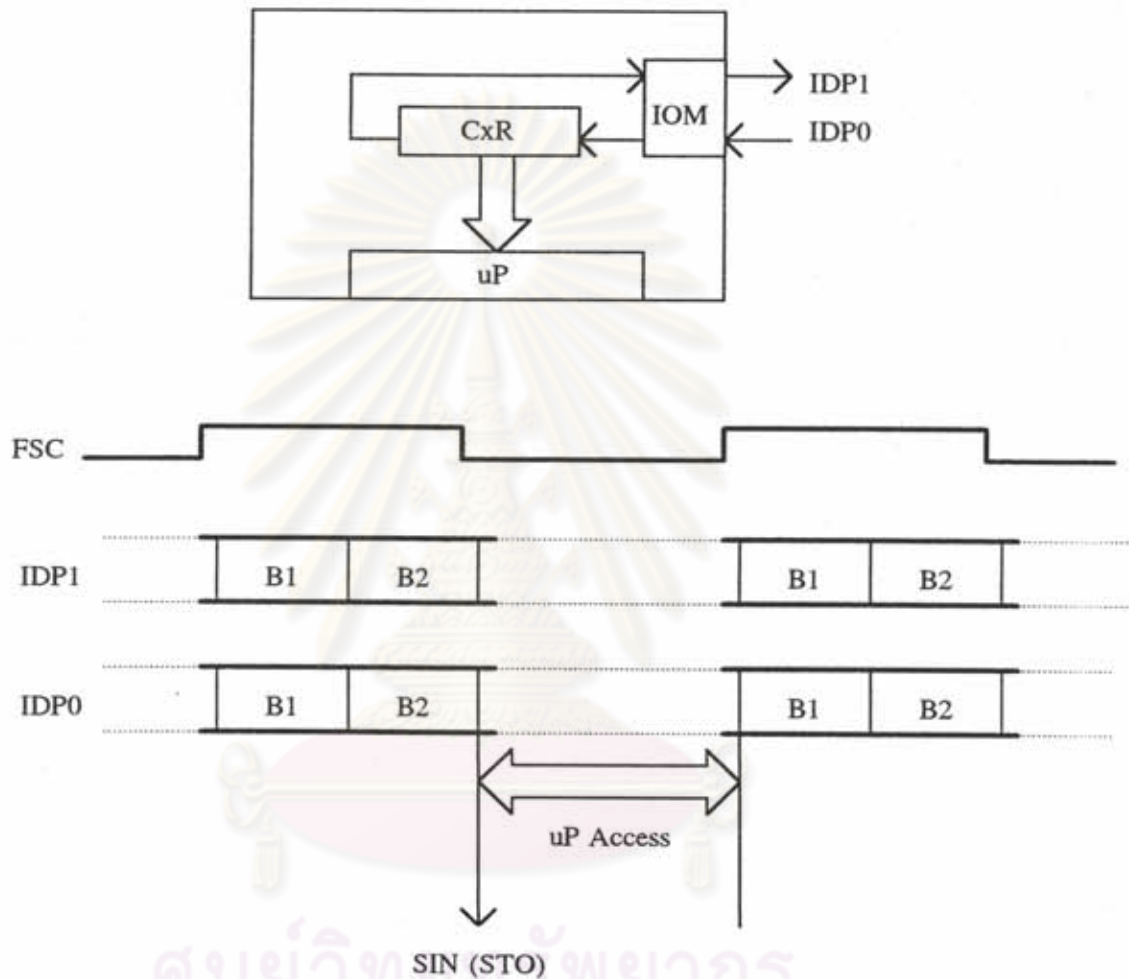 IDP1
IOM
CxR
IDP0
uP
FSC
IDP1 B1 B2 B1 B2
IDP0 B1 B2 B1 B2
uP Access
SIN (STO)